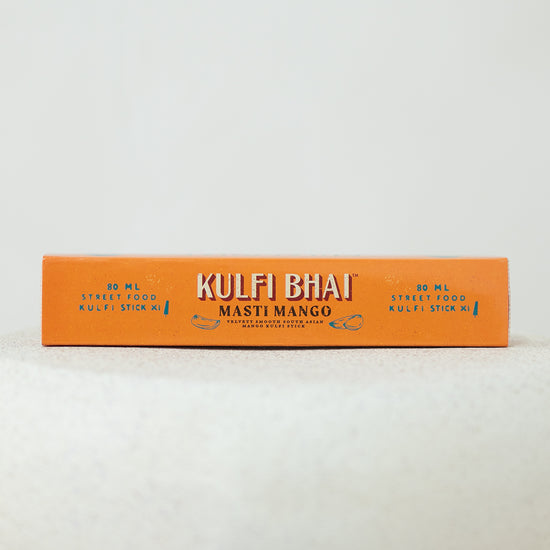 80 ML
STREET FOOD
KULFI STICK X1
KULFI BHAI™
MASTI MANGO
VELVETY SMOOTH SOUTH ASIAN
MANGO KULFI STICK
80 ML
STREET FOOD
KULFI STICK X1